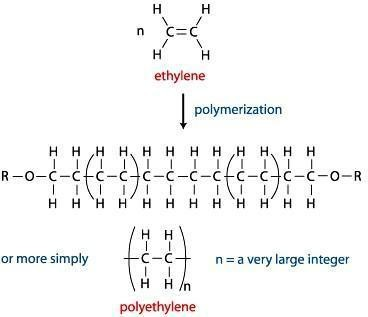 H H
n C=C
H H
ethylene
polymerization
H H H H H H H H H H H H
R–O–C–C(–C–C–)C–C–C–C(–C–C–)C–C–O–R
H H H H H H H H H H H H
H H
or more simply (–C–C–) n = a very large integer
H H n
polyethylene